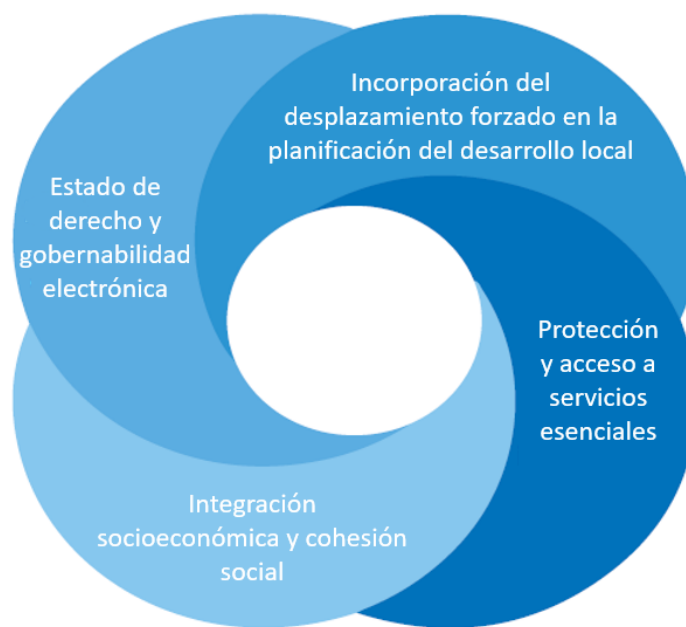 Incorporación del
desplazamiento forzado en la
planificación del desarrollo local
Estado de
derecho y
gobernabilidad
electrónica
Protección
y acceso a
servicios
esenciales
Integración
socioeconómica y cohesión
social